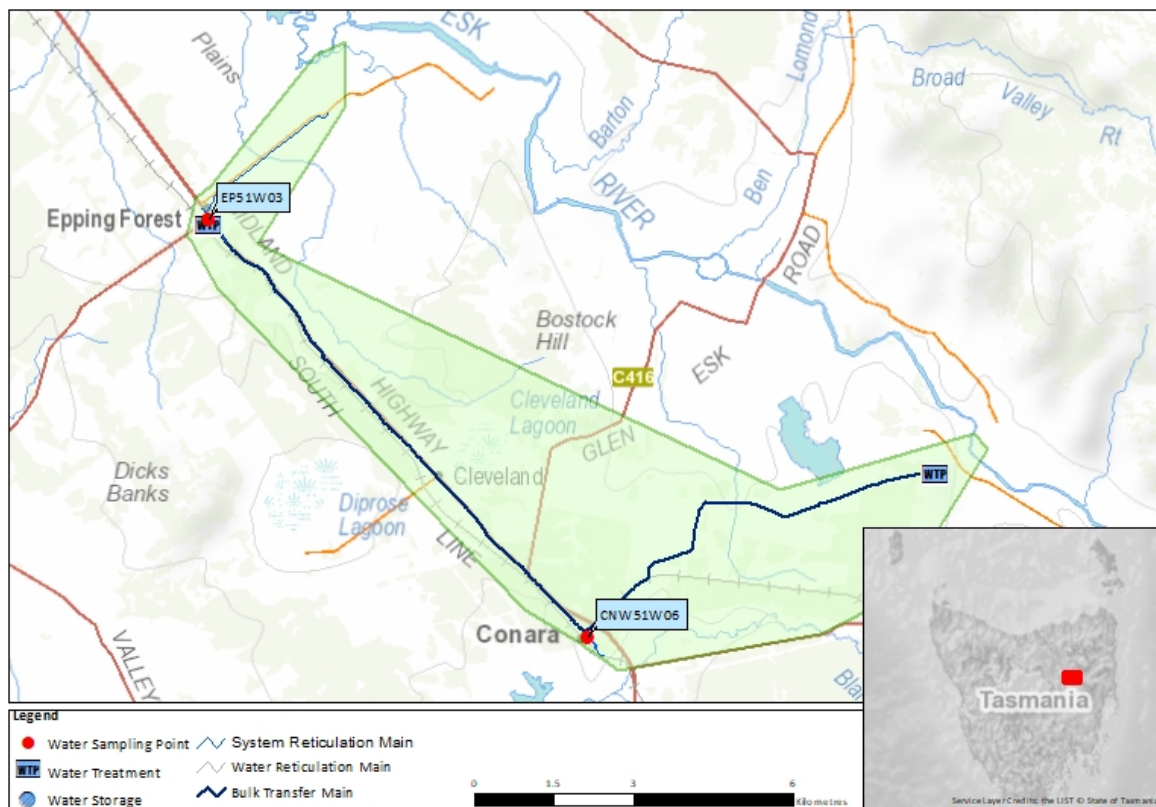 ESK
Plains
Lomond
Broad
Valley
Rt
Barton
Ben
RIVER
EP51W03
Epping Forest
WTP
MIDLAND
ROAD
Bostock
Hill
ESK
C416
SOUTH
HIGHWAY
Cleveland
Lagoon
GLEN
Dicks
Banks
Cleveland
WTP
Diprose
Lagoon
LINE
CNW51W06
Conara
VALLEY
Tasmania
Legend
Water Sampling Point
System Reticulation Main
WTP
Water Treatment
Water Reticulation Main
Water Storage
Bulk Transfer Main
0 1.5 3 6
Kilometres
Service Layer Credits: the LIST © State of Tasmania